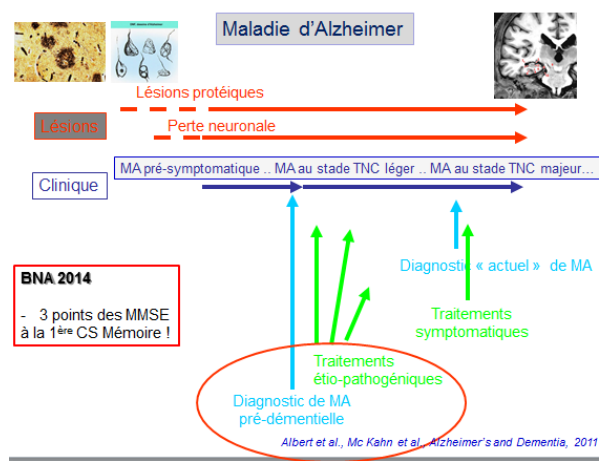 Maladie d'Alzheimer
Lésions protéiques
Lésions
Perte neuronale
Clinique
MA pré-symptomatique .. MA au stade TNC léger .. MA au stade TNC majeur...
BNA 2014
- 3 points des MMSE
à la 1ère CS Mémoire !
Diagnostic « actuel » de MA
Traitements
symptomatiques
Traitements
étio-pathogéniques
Diagnostic de MA
pré-démentielle
Albert et al., Mc Kahn et al., Alzheimer's and Dementia, 2011